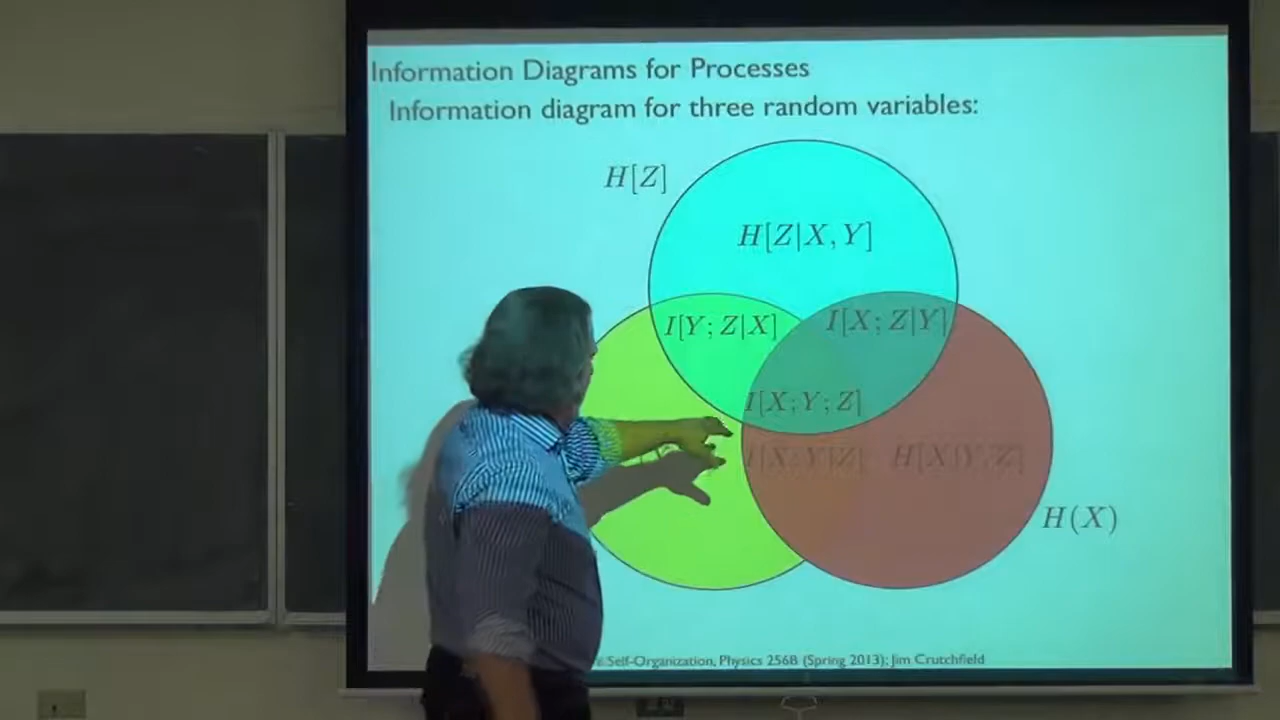 Information Diagrams for Processes
Information diagram for three random variables:
H[Z]
H[Z|X, Y]
I[Y; Z|X]
I[X; Z|Y]
I[X; Y; Z]
I[X; Y|Z]
H[X|Y, Z]
H(X)
Self-Organization, Physics 256B (Spring 2013); Jim Crutchfield